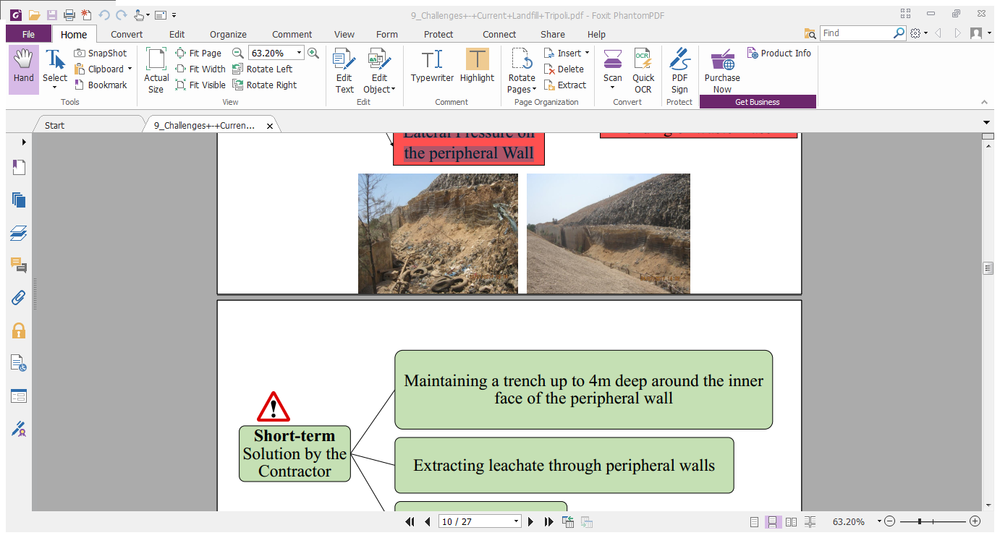 9_Challenges+-+Current+Landfill+Tripoli.pdf - Foxit PhantomPDF
File Home Convert Edit Organize Comment View Form Protect Connect Share Help Find
Hand
Select
SnapShot
Clipboard
Bookmark
Tools
Actual Size
Fit Page
Fit Width
Fit Visible
63.20%
Rotate Left
Rotate Right
View
Edit Text
Edit Object
Edit
Typewriter
Highlight
Comment
Rotate Pages
Insert
Delete
Extract
Page Organization
Scan
OCR
Quick OCR
Convert
PDF Sign
Protect
Purchase Now
Product Info
Get Business
Start
9_Challenges+-+Curren...
Lateral Pressure on
the peripheral Wall
Maintaining a trench up to 4m deep around the inner
face of the peripheral wall
Short-term
Solution by the
Contractor
Extracting leachate through peripheral walls
10 / 27
63.20%